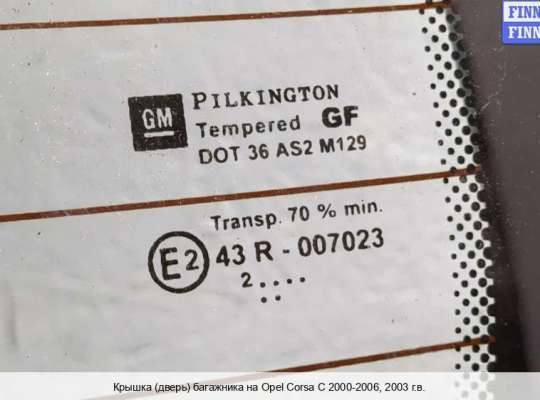 FINN
FINN
GM
PILKINGTON
Tempered GF
DOT 36 AS2 M129
Transp. 70 % min.
E2 43 R - 007023
2....
..
Крышка (дверь) багажника на Opel Corsa C 2000-2006, 2003 г.в.